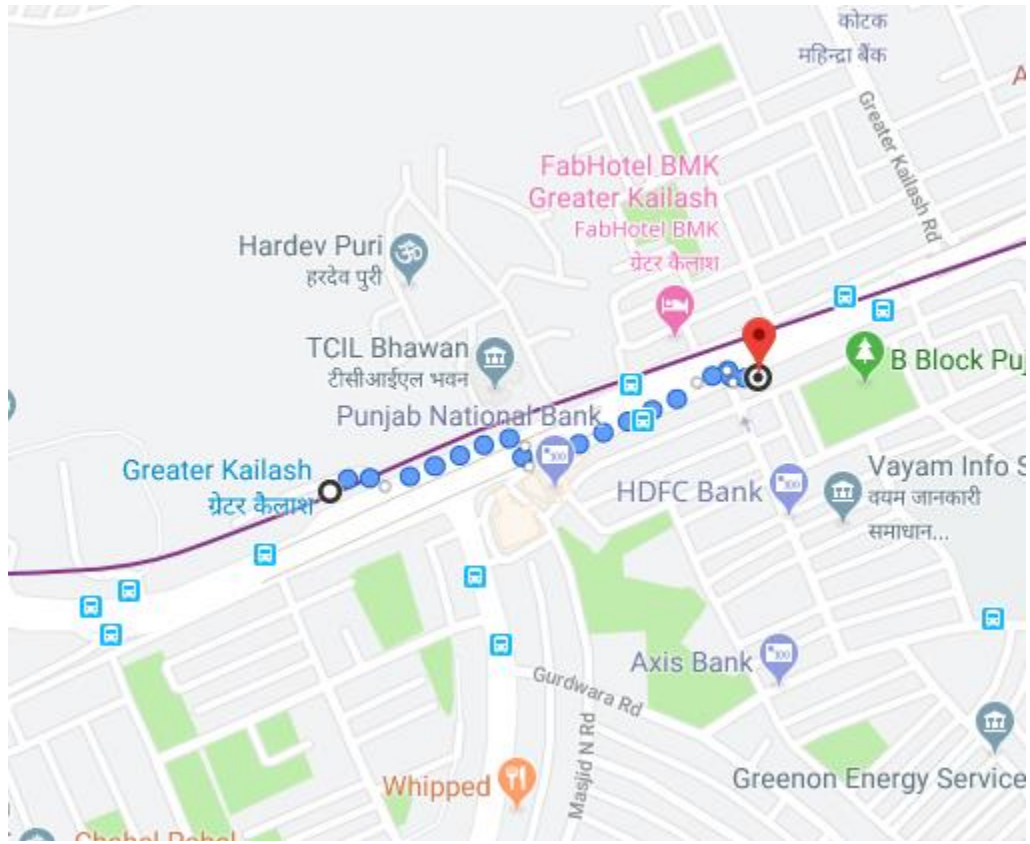 कोटक
महिन्द्रा बैंक
A
Greater Kailash Rd
FabHotel BMK
Greater Kailash
FabHotel BMK
ग्रेटर कैलाश
Hardev Puri
हरदेव पुरी
TCIL Bhawan
टीसीआईएल भवन
B Block Puj
Punjab National Bank
Greater Kailash
ग्रेटर कैलाश
HDFC Bank
Vayam Info S
वयम जानकारी
समाधान...
Axis Bank
Gurdwara Rd
Masjid N Rd
Whipped
Greenon Energy Service